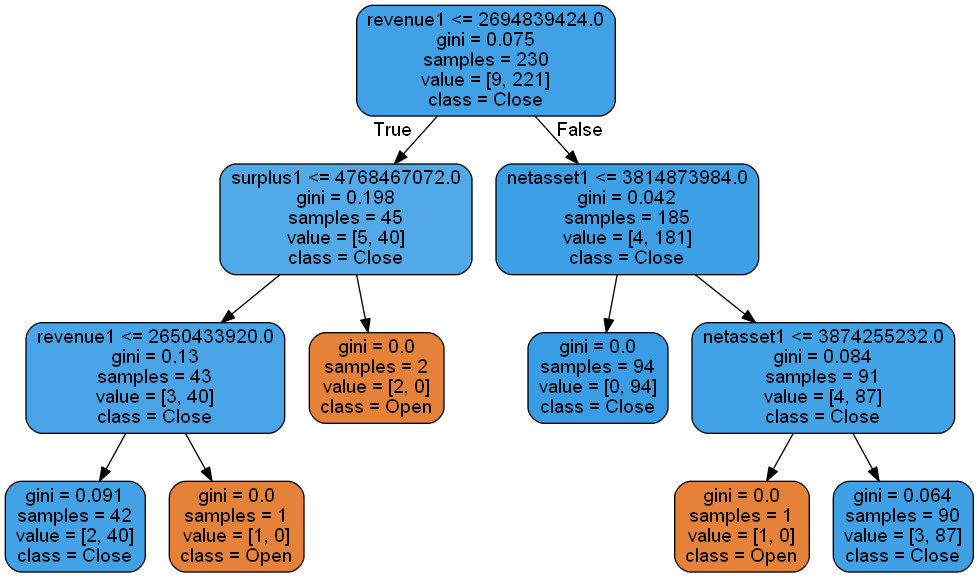 revenue1 <= 2694839424.0
gini = 0.075
samples = 230
value = [9, 221]
class = Close
True
False
surplus1 <= 4768467072.0
gini = 0.198
samples = 45
value = [5, 40]
class = Close
netasset1 <= 3814873984.0
gini = 0.042
samples = 185
value = [4, 181]
class = Close
revenue1 <= 2650433920.0
gini = 0.13
samples = 43
value = [3, 40]
class = Close
gini = 0.0
samples = 2
value = [2, 0]
class = Open
gini = 0.0
samples = 94
value = [0, 94]
class = Close
netasset1 <= 3874255232.0
gini = 0.084
samples = 91
value = [4, 87]
class = Close
gini = 0.091
samples = 42
value = [2, 40]
class = Close
gini = 0.0
samples = 1
value = [1, 0]
class = Open
gini = 0.0
samples = 1
value = [1, 0]
class = Open
gini = 0.064
samples = 90
value = [3, 87]
class = Close